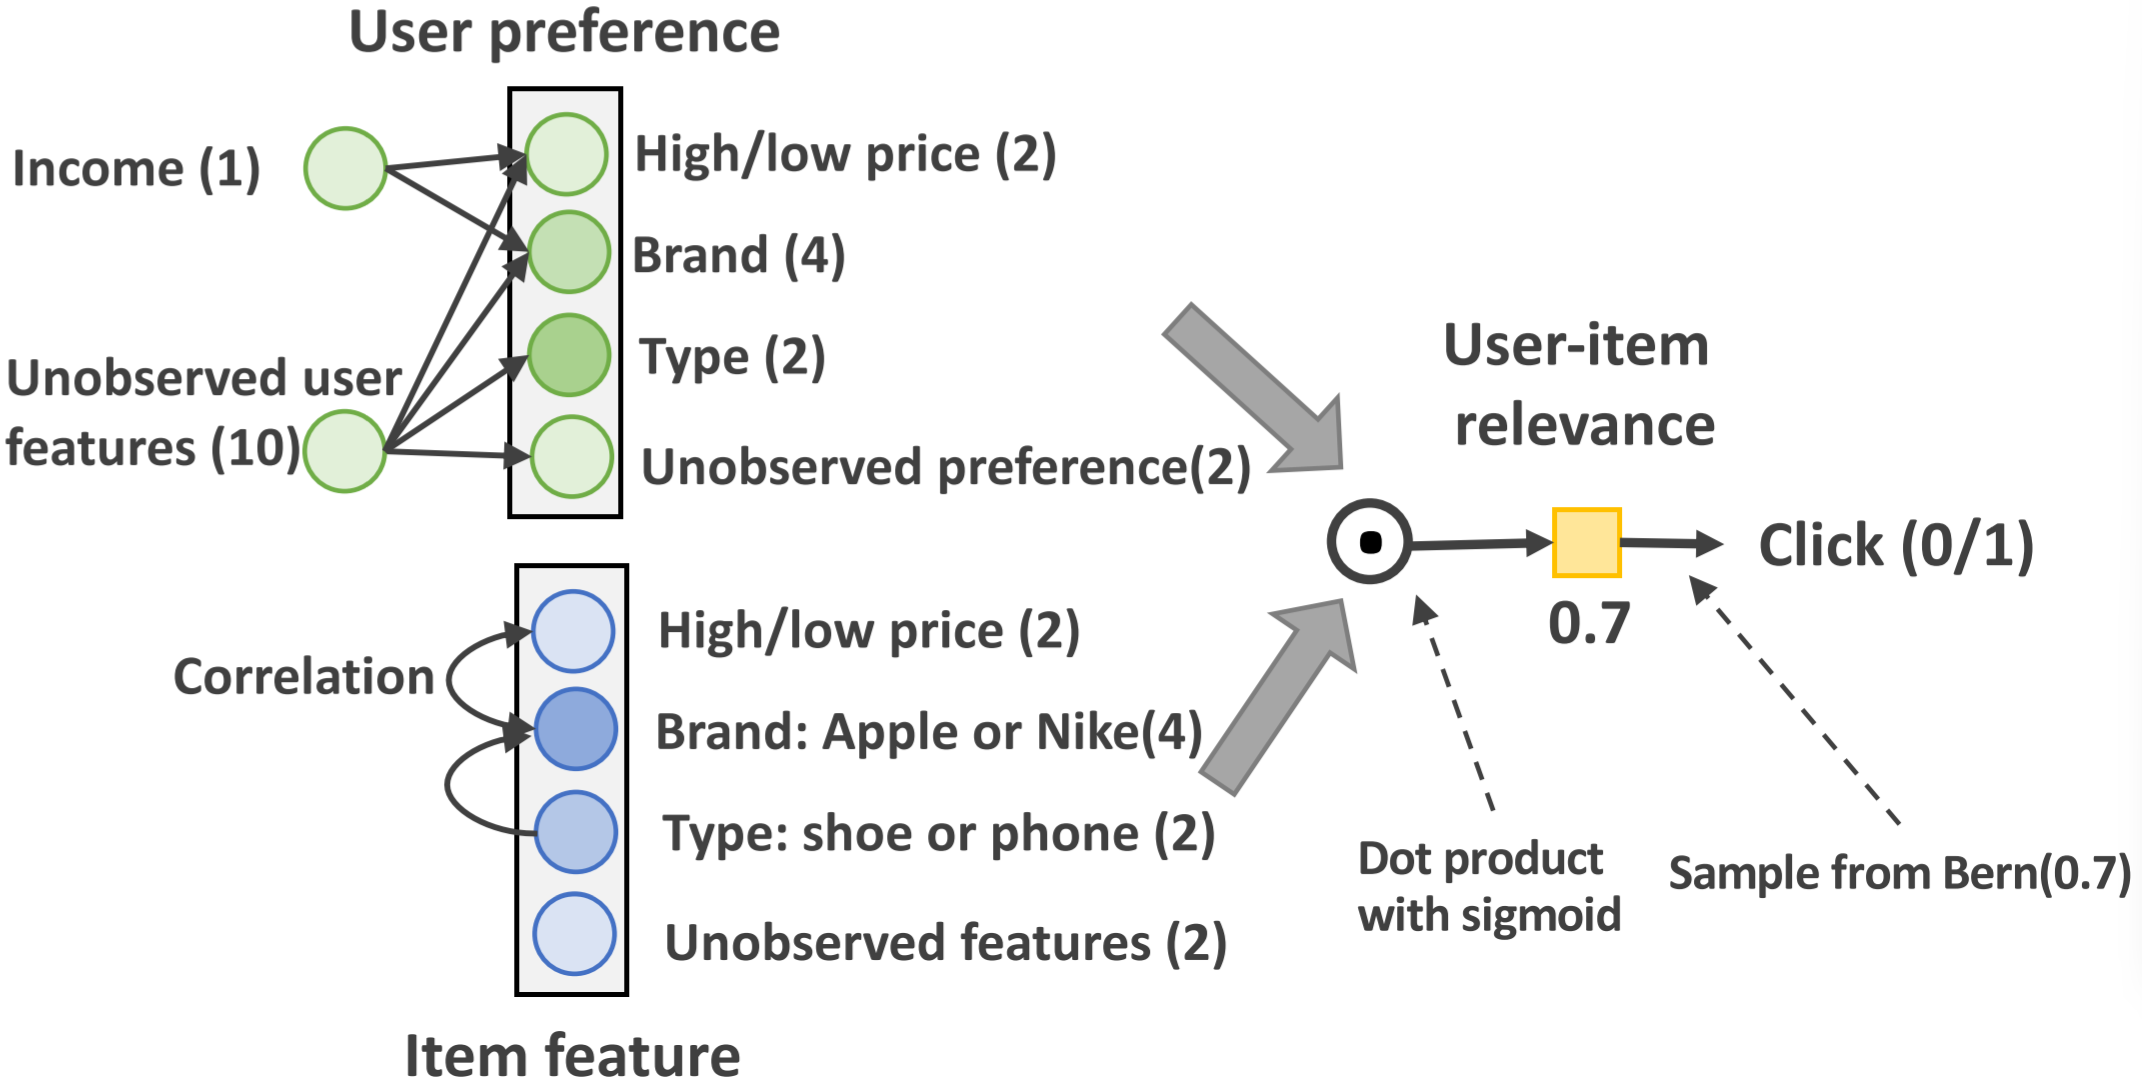 User preference
Income (1)
High/low price (2)
Brand (4)
Type (2)
Unobserved user
features (10)
Unobserved preference(2)
User-item
relevance
Click (0/1)
0.7
Correlation
High/low price (2)
Brand: Apple or Nike(4)
Type: shoe or phone (2)
Unobserved features (2)
Dot product
with sigmoid
Sample from Bern(0.7)
Item feature